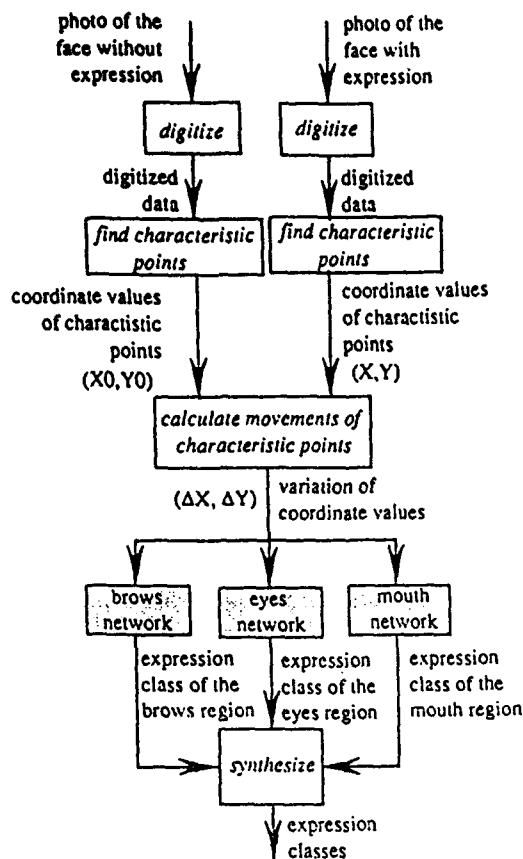 photo of the
face without
expression
photo of the
face with
expression
digitize
digitize
digitized
data
digitized
data
find characteristic
points
find characteristic
points
coordinate values
of charactistic
points
(X0,Y0)
coordinate values
of charactistic
points
(X,Y)
calculate movements of
characteristic points
(ΔX, ΔY)
variation of
coordinate values
brows
network
eyes
network
mouth
network
expression
class of the
brows region
expression
class of the
eyes region
expression
class of the
mouth region
synthesize
expression
classes